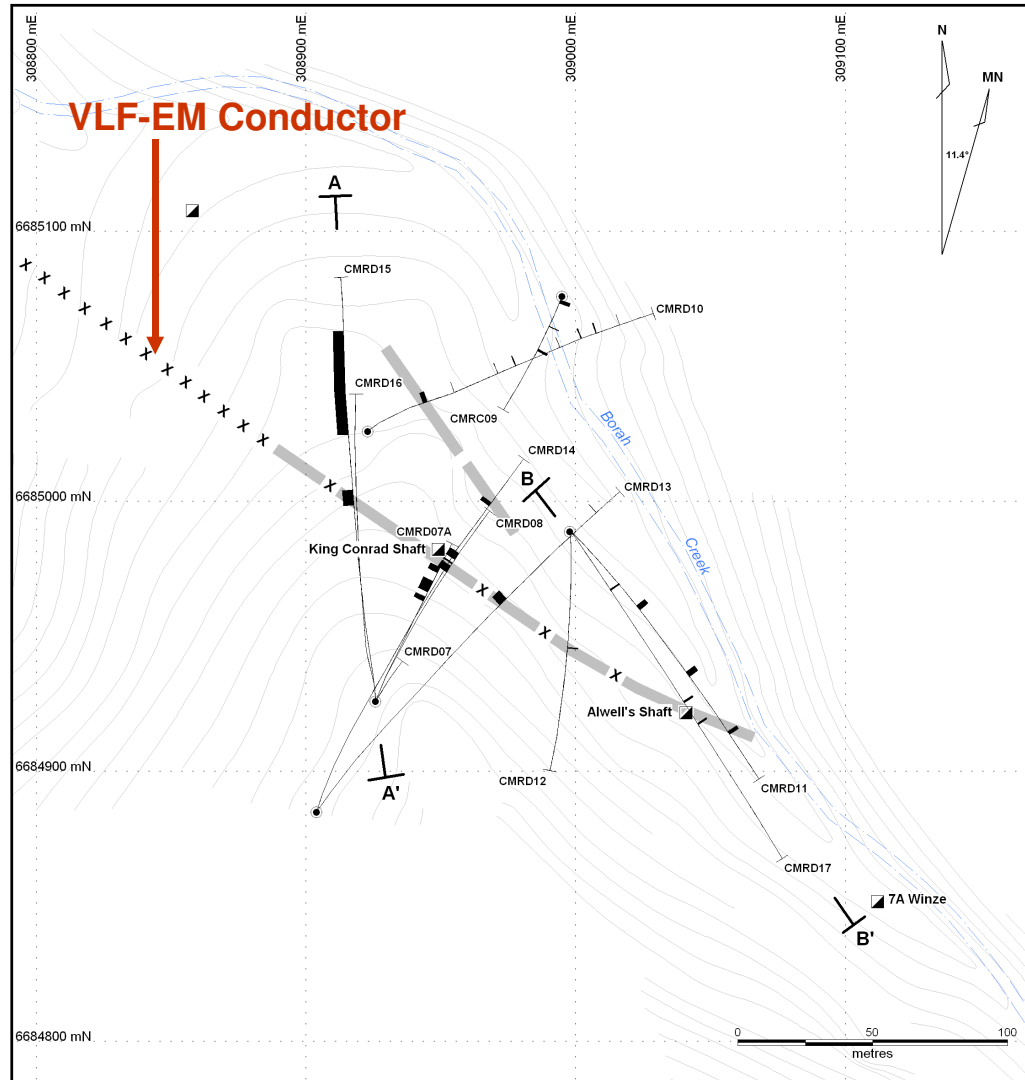 308800 mE
308900 mE
309000 mE
309100 mE
N
MN
11.4°
VLF-EM Conductor
A
6685100 mN
CMRD15
CMRD10
CMRD16
CMRC09
Borah
CMRD14
B
CMRD13
6685000 mN
CMRD08
CMRD07A
King Conrad Shaft
Creek
CMRD07
Alwell's Shaft
6684900 mN
A'
CMRD12
CMRD11
CMRD17
7A Winze
B'
6684800 mN
0 50 100
metres